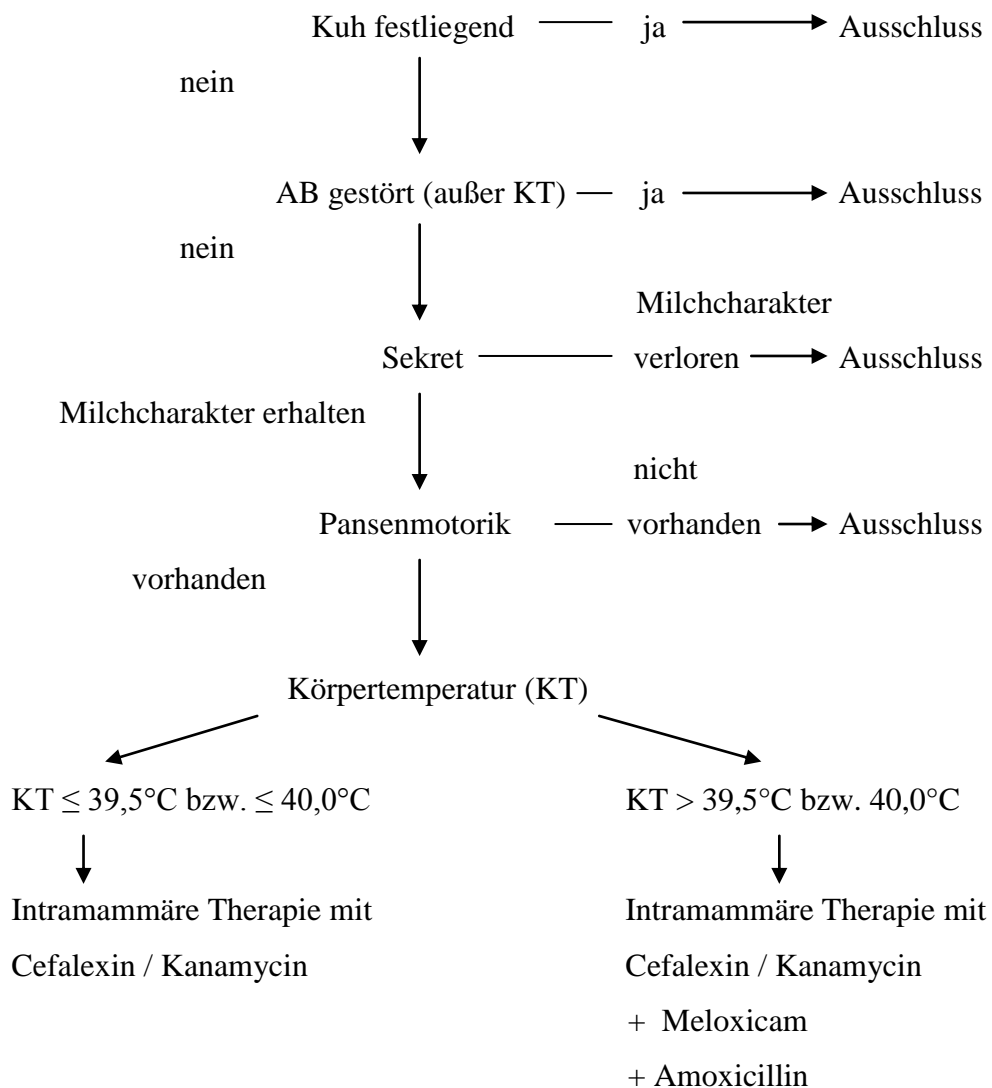 Kuh festliegend ja Ausschluss
nein
AB gestört (außer KT) ja Ausschluss
nein
Milchcharakter
Sekret verloren Ausschluss
Milchcharakter erhalten
nicht
Pansenmotorik vorhanden Ausschluss
vorhanden
Körpertemperatur (KT)
KT ≤ 39,5°C bzw. ≤ 40,0°C KT > 39,5°C bzw. 40,0°C
Intramammäre Therapie mit Intramammäre Therapie mit
Cefalexin / Kanamycin Cefalexin / Kanamycin
+ Meloxicam
+ Amoxicillin